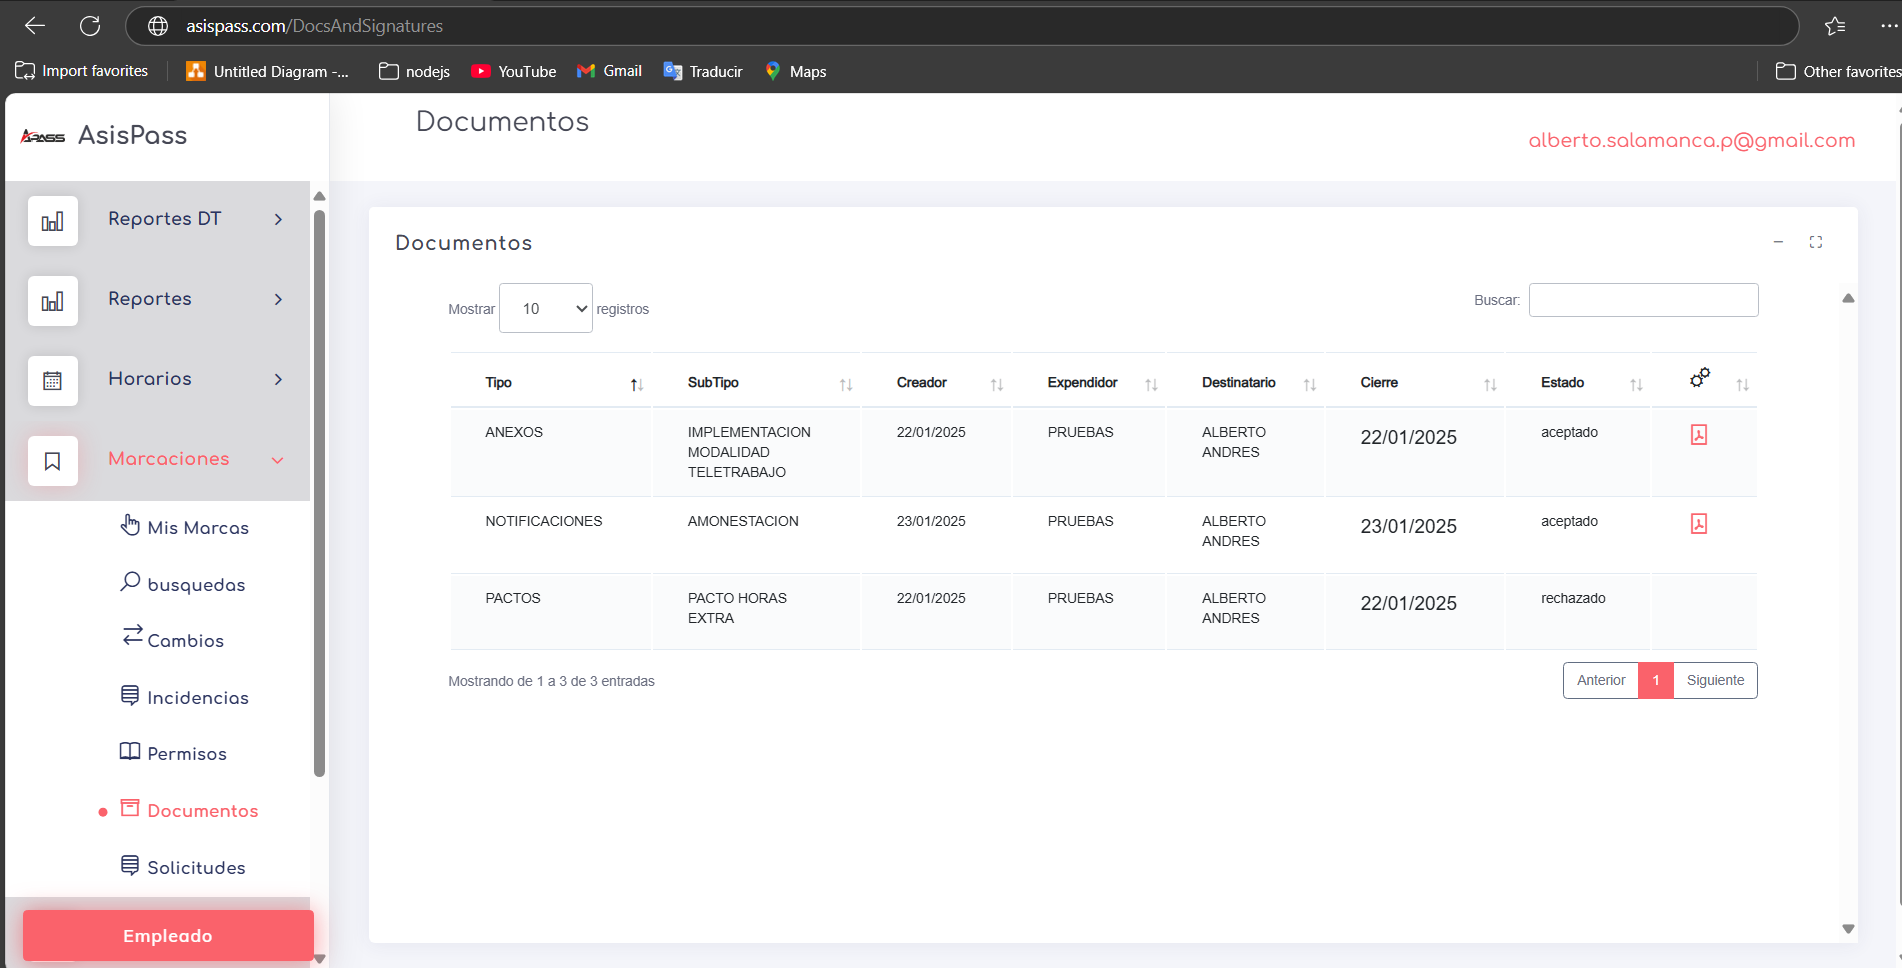 asispass.com/DocsAndSignatures
Import favorites
Untitled Diagram -...
nodejs
YouTube
Gmail
Traducir
Maps
Other favorites
APASS AsisPass
Documentos
alberto.salamanca.p@gmail.com
Reportes DT
Reportes
Horarios
Marcaciones
Mis Marcas
busquedas
Cambios
Incidencias
Permisos
Documentos
Solicitudes
Empleado
Documentos
Mostrar 10 registros
Buscar:
Tipo SubTipo Creador Expendidor Destinatario Cierre Estado
ANEXOS IMPLEMENTACION 22/01/2025 PRUEBAS ALBERTO 22/01/2025 aceptado
MODALIDAD ANDRES
TELETRABAJO
NOTIFICACIONES AMONESTACION 23/01/2025 PRUEBAS ALBERTO 23/01/2025 aceptado
ANDRES
PACTOS PACTO HORAS 22/01/2025 PRUEBAS ALBERTO 22/01/2025 rechazado
EXTRA ANDRES
Mostrando de 1 a 3 de 3 entradas
Anterior 1 Siguiente